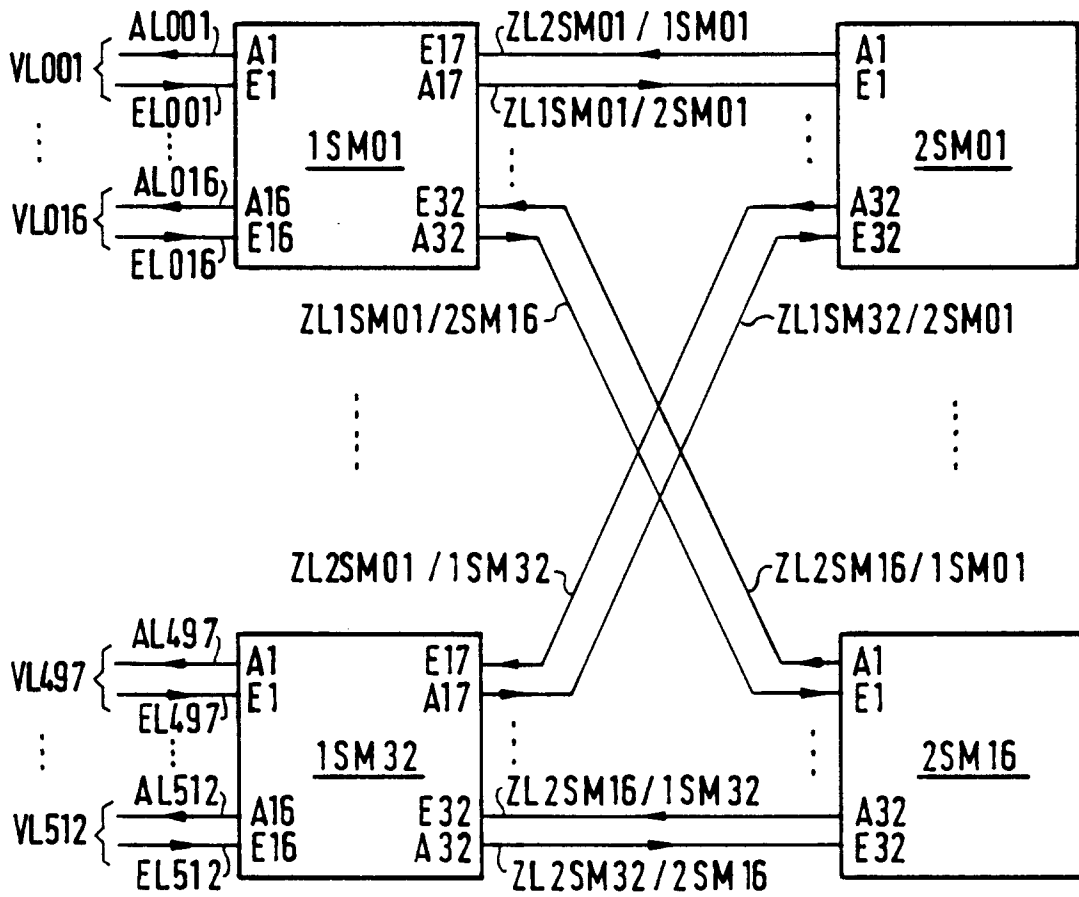 AL001
VL001
EL001
A1
E1
1SM01
E17
A17
ZL2SM01 / 1SM01
ZL1SM01/2SM01
A1
E1
2SM01
AL016
VL016
EL016
A16
E16
E32
A32
A32
E32
ZL1SM01/2SM16
ZL1SM32/2SM01
ZL2SM01 /1SM32
ZL2SM16/1SM01
AL497
VL497
EL497
A1
E1
1SM32
E17
A17
A1
E1
2SM16
AL512
VL512
EL512
A16
E16
E32
A32
ZL2SM16/1SM32
ZL2SM32/2SM16
A32
E32